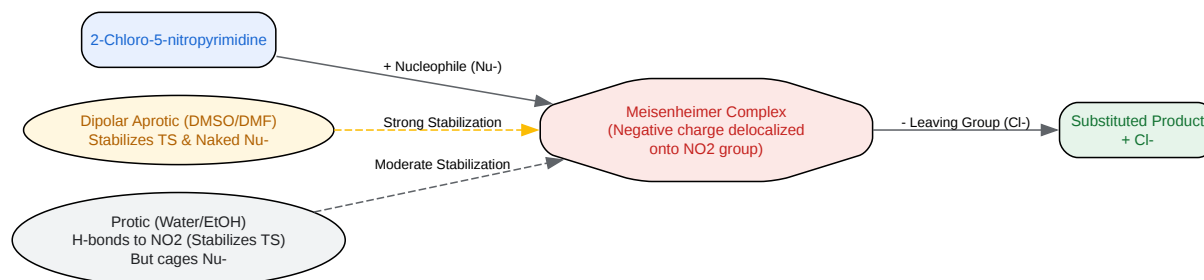 2-Chloro-5-nitropyrimidine
+ Nucleophile (Nu-)
Dipolar Aprotic (DMSO/DMF)
Stabilizes TS & Naked Nu-
Strong Stabilization
Moderate Stabilization
Protic (Water/EtOH)
H-bonds to NO2 (Stabilizes TS)
But cages Nu-
Meisenheimer Complex
(Negative charge delocalized
onto NO2 group)
- Leaving Group (Cl-)
Substituted Product
+ Cl-